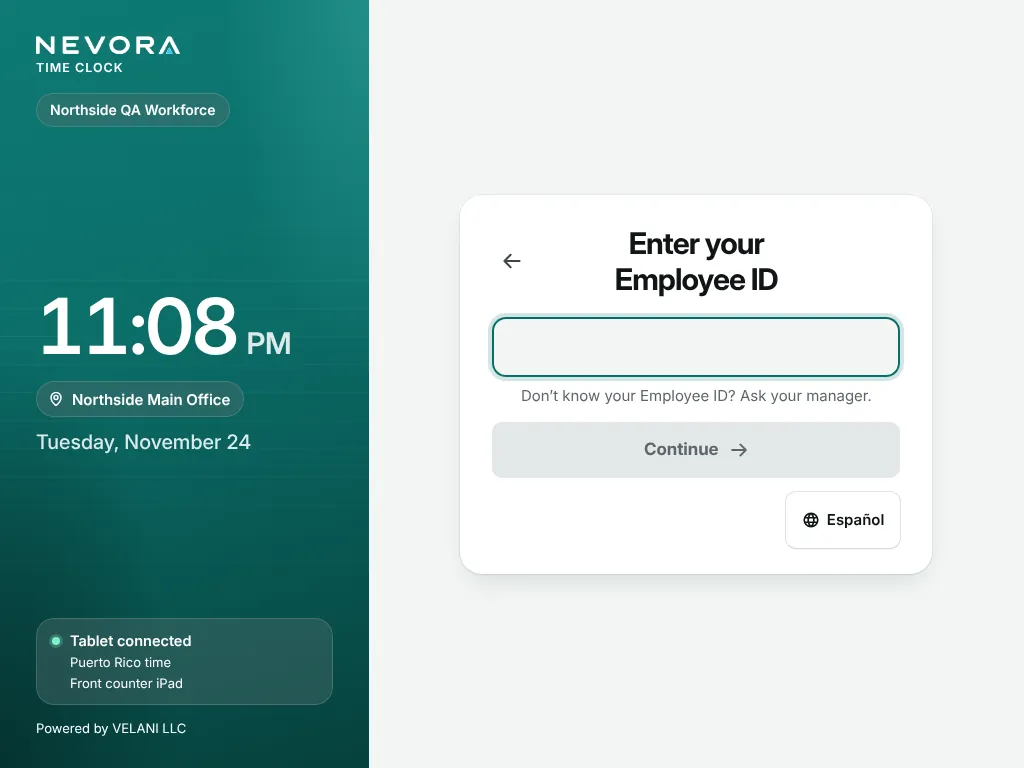 NEVORA
TIME CLOCK
Northside QA Workforce
11:08 PM
Northside Main Office
Tuesday, November 24
Tablet connected
Puerto Rico time
Front counter iPad
Powered by VELANI LLC
Enter your
Employee ID
Don’t know your Employee ID? Ask your manager.
Continue
Español